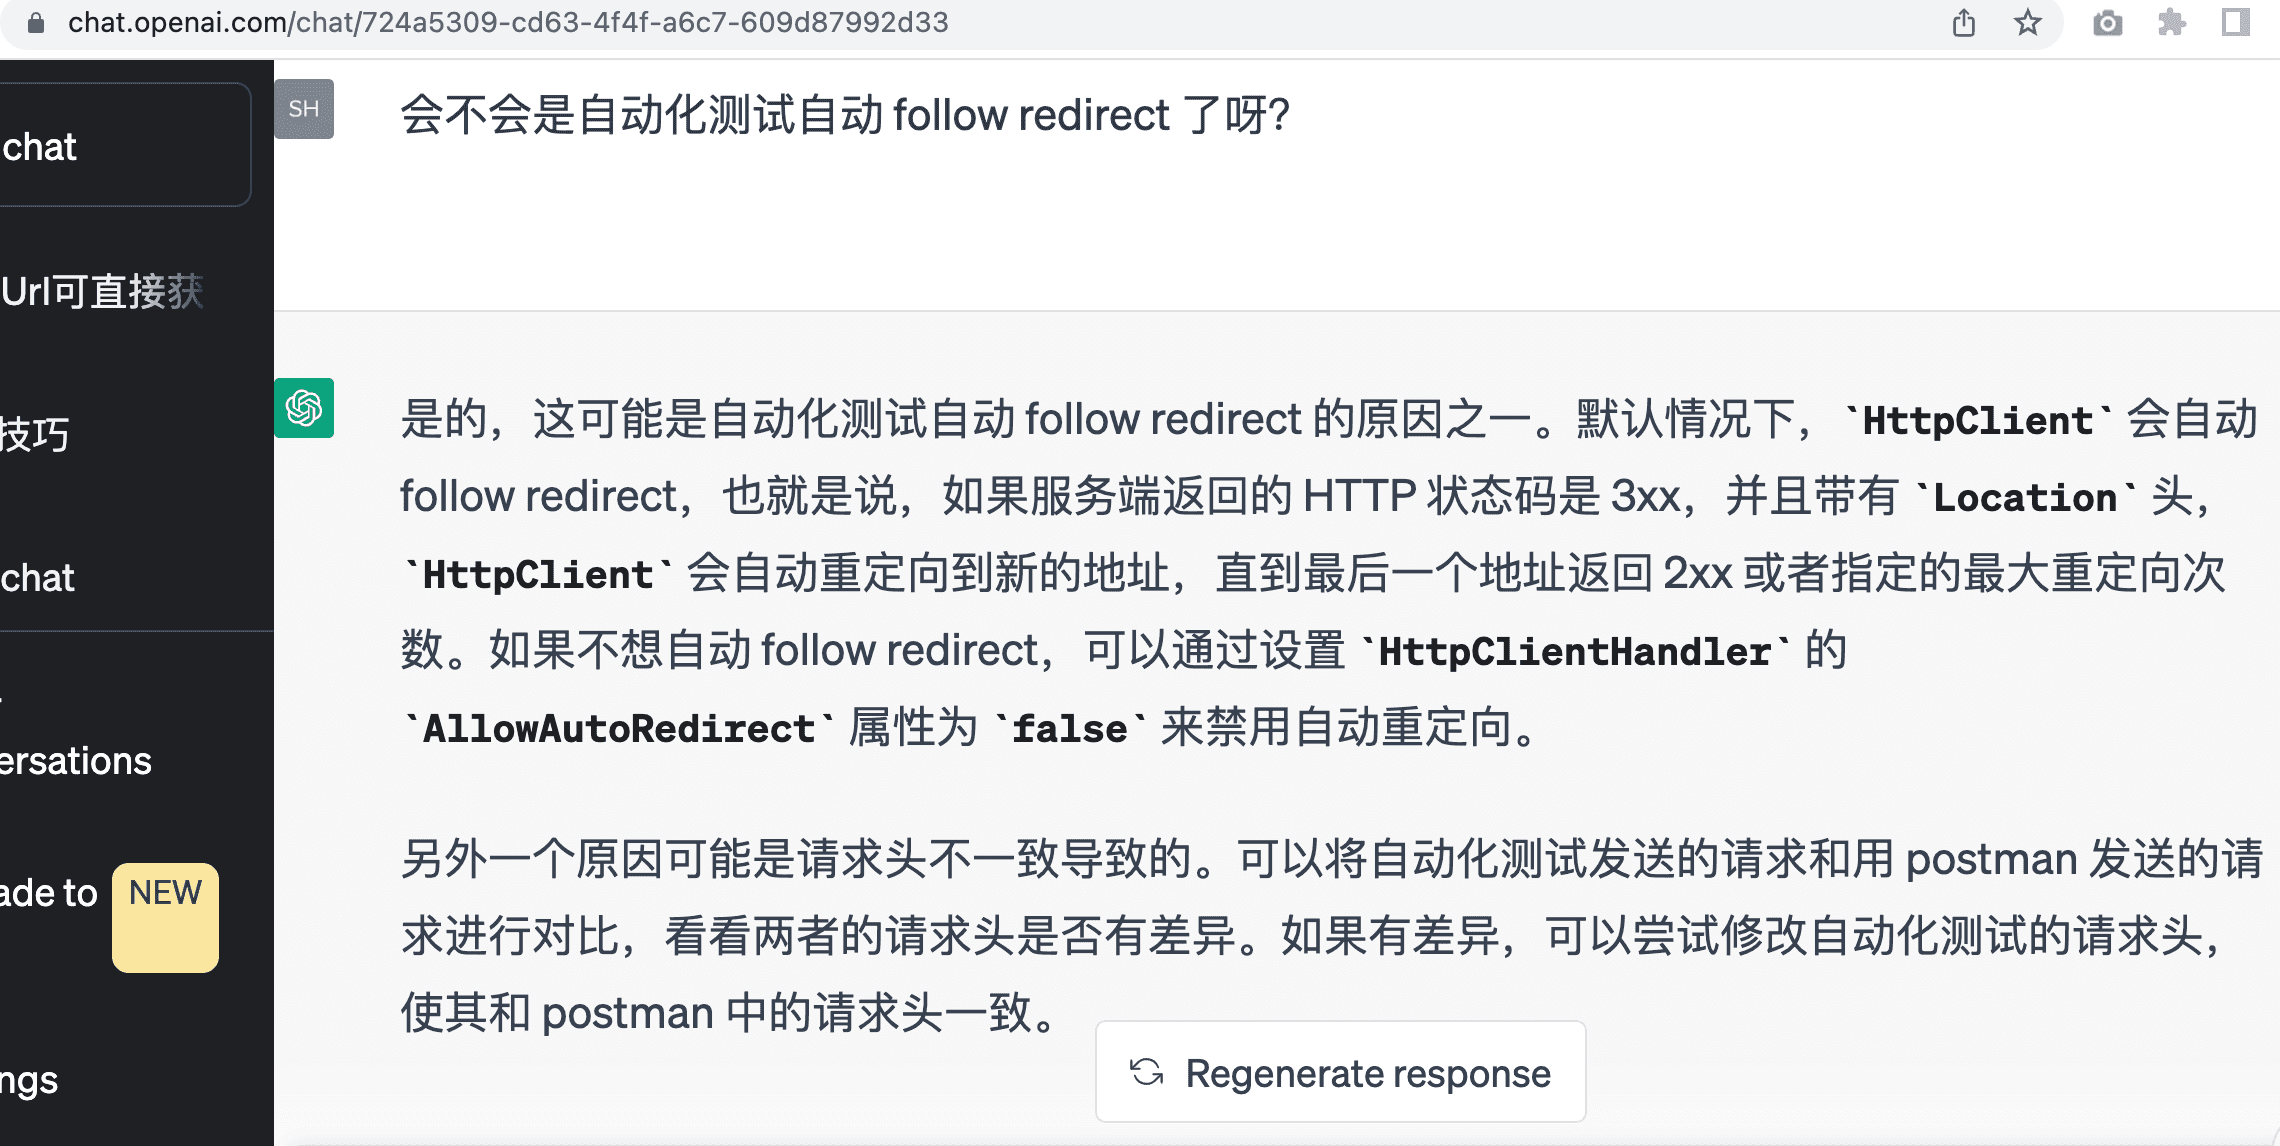 chat.openai.com/chat/724a5309-cd63-4f4f-a6c7-609d87992d33
chat
Url可直接获
技巧
chat
ersations
ade to NEW
ngs
SH
会不会是自动化测试自动 follow redirect 了呀?
是的，这可能是自动化测试自动 follow redirect 的原因之一。默认情况下，`HttpClient` 会自动
follow redirect，也就是说，如果服务端返回的 HTTP 状态码是 3xx，并且带有 `Location` 头，
`HttpClient` 会自动重定向到新的地址，直到最后一个地址返回 2xx 或者指定的最大重定向次
数。如果不想自动 follow redirect，可以通过设置 `HttpClientHandler` 的
`AllowAutoRedirect` 属性为 `false` 来禁用自动重定向。
另外一个原因可能是请求头不一致导致的。可以将自动化测试发送的请求和用 postman 发送的请
求进行对比，看看两者的请求头是否有差异。如果有差异，可以尝试修改自动化测试的请求头，
使其和 postman 中的请求头一致。
Regenerate response